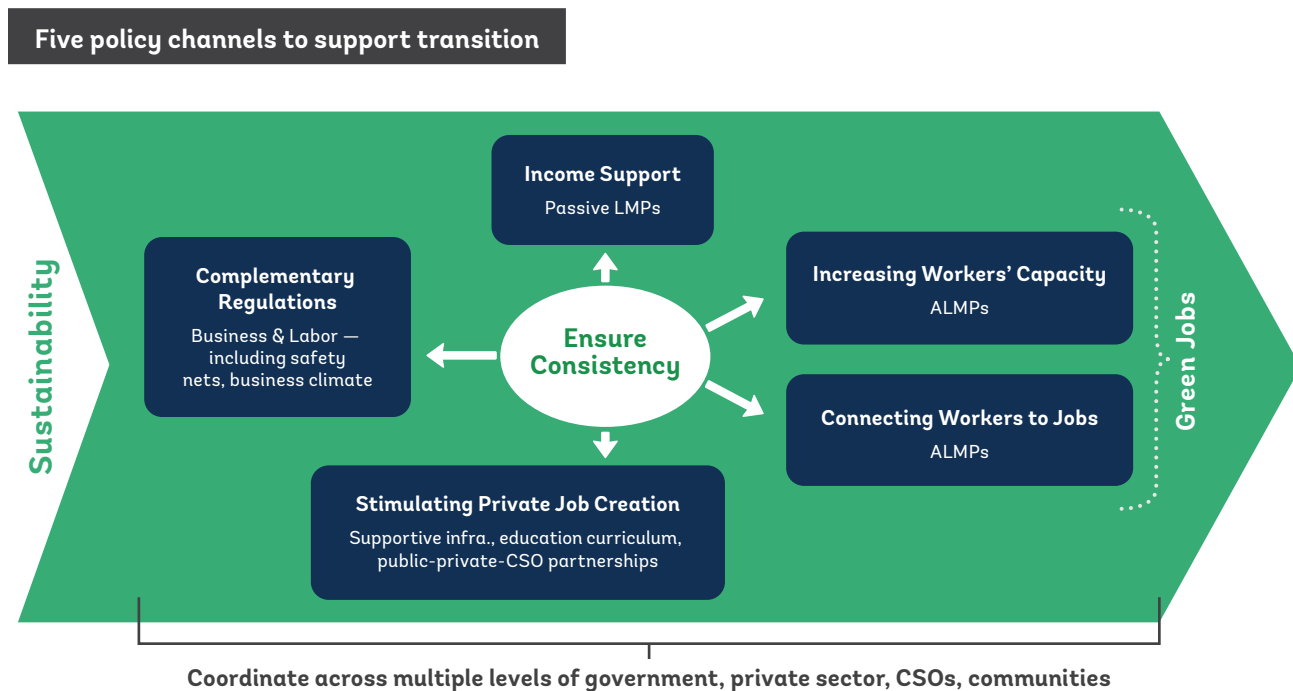 Five policy channels to support transition
Sustainability
Income Support
Passive LMPs
Complementary
Regulations
Business & Labor —
including safety
nets, business climate
Ensure
Consistency
Increasing Workers’ Capacity
ALMPs
Connecting Workers to Jobs
ALMPs
Stimulating Private Job Creation
Supportive infra., education curriculum,
public-private-CSO partnerships
Green Jobs
Coordinate across multiple levels of government, private sector, CSOs, communities